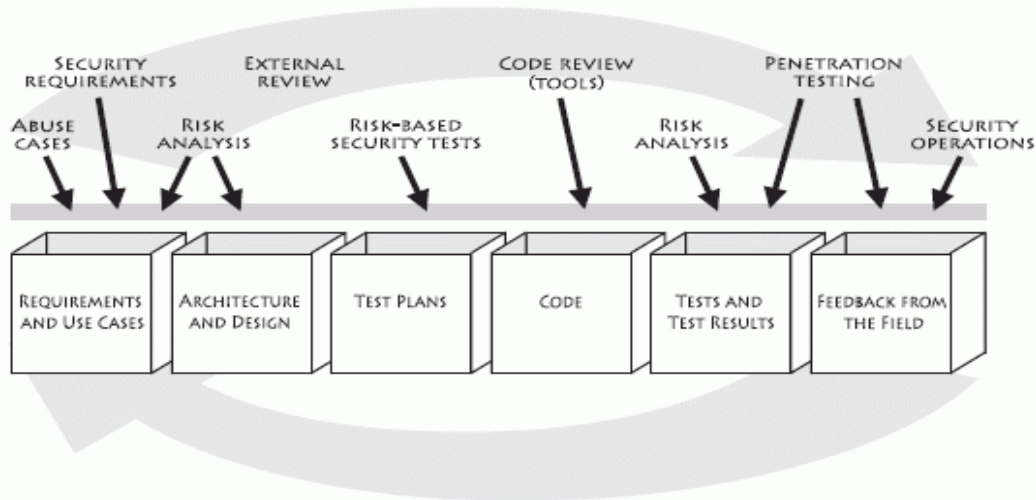 SECURITY
REQUIREMENTS
EXTERNAL
REVIEW
CODE REVIEW
(TOOLS)
PENETRATION
TESTING
ABUSE
CASES
RISK
ANALYSIS
RISK-BASED
SECURITY TESTS
RISK
ANALYSIS
SECURITY
OPERATIONS
REQUIREMENTS
AND USE CASES
ARCHITECTURE
AND DESIGN
TEST PLANS
CODE
TESTS AND
TEST RESULTS
FEEDBACK FROM
THE FIELD